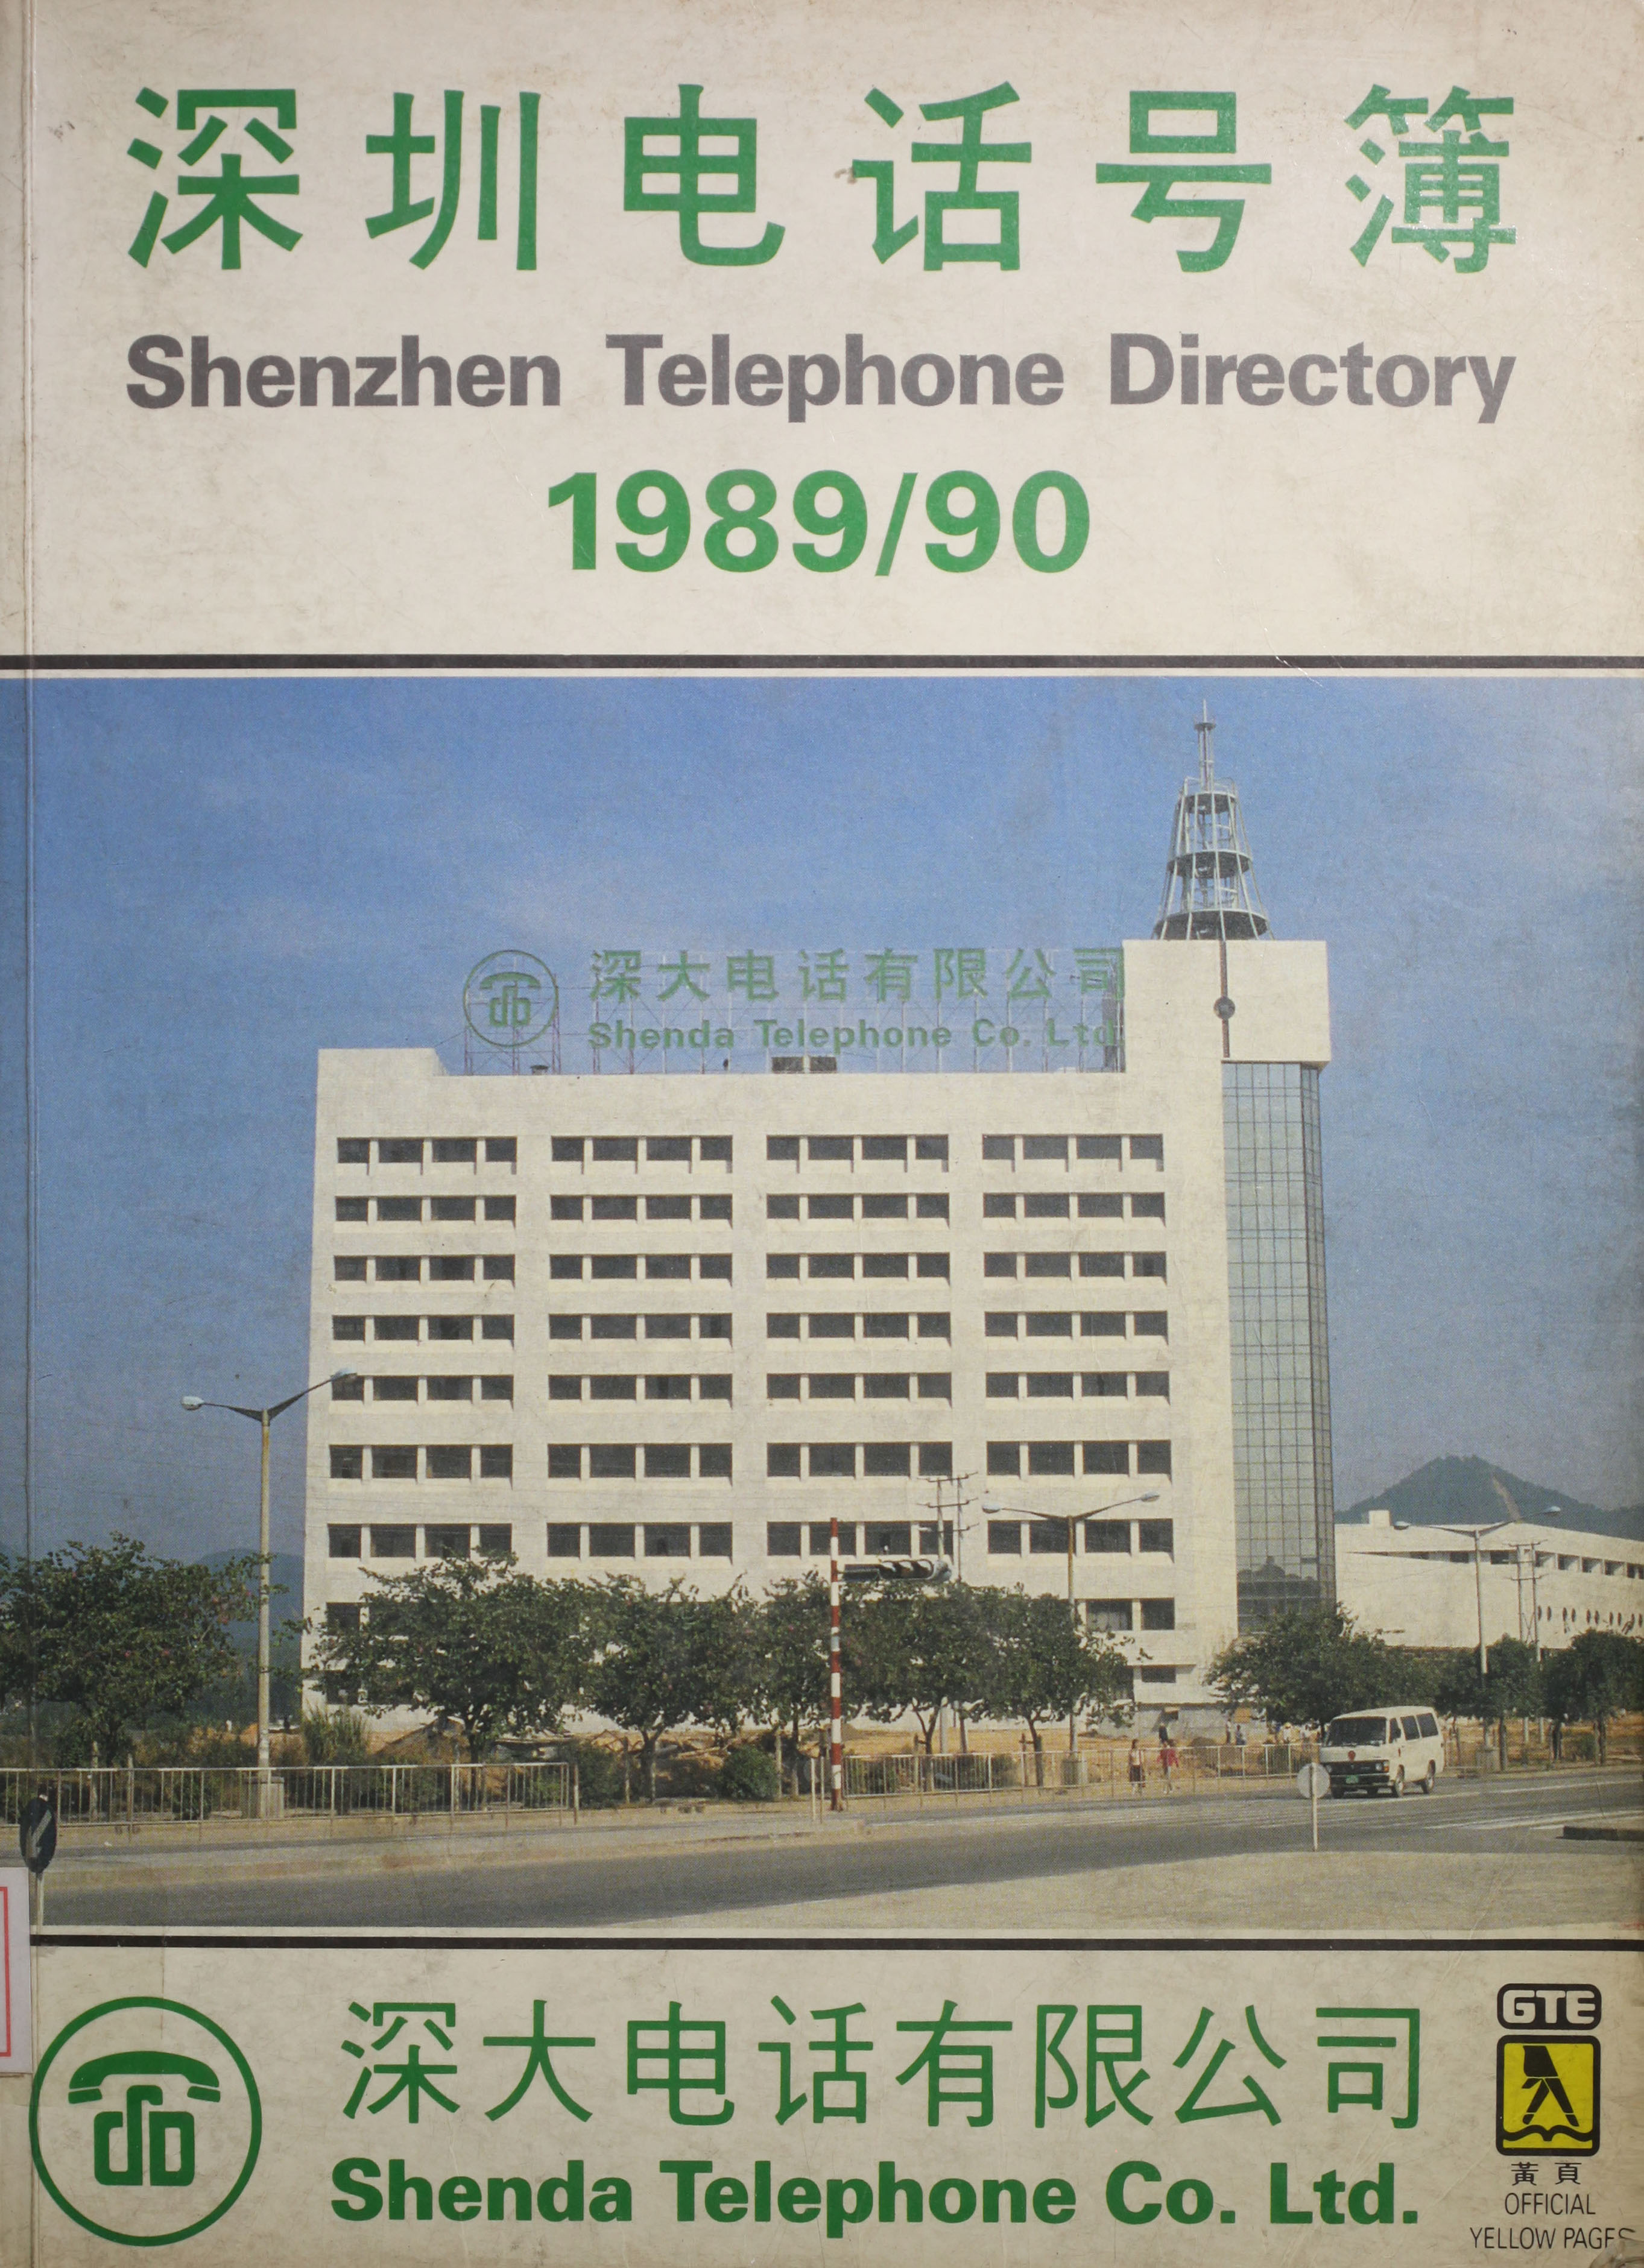 深圳电话号簿
Shenzhen Telephone Directory
1989/90
深大电话有限公司
Shenda Telephone Co. Ltd.
深大电话有限公司
Shenda Telephone Co. Ltd.
GTE
黃頁
OFFICIAL
YELLOW PAGES